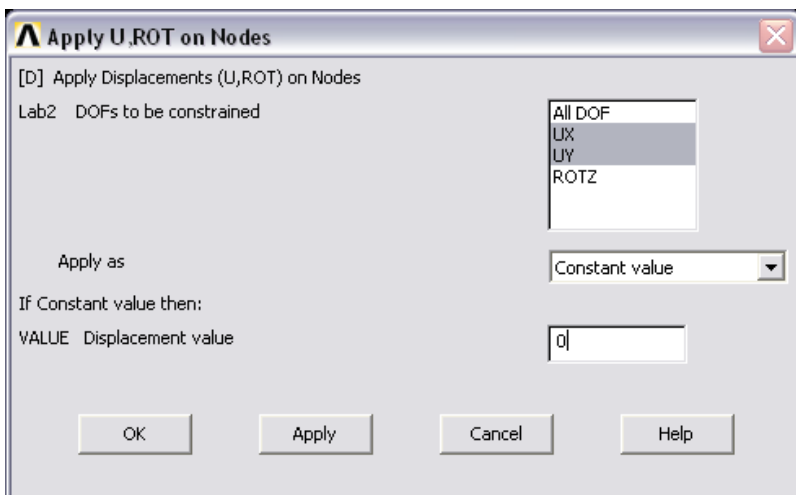 Apply U,ROT on Nodes
[D] Apply Displacements (U,ROT) on Nodes
Lab2 DOFs to be constrained
All DOF
UX
UY
ROTZ
Apply as
Constant value
If Constant value then:
VALUE Displacement value
0
OK
Apply
Cancel
Help